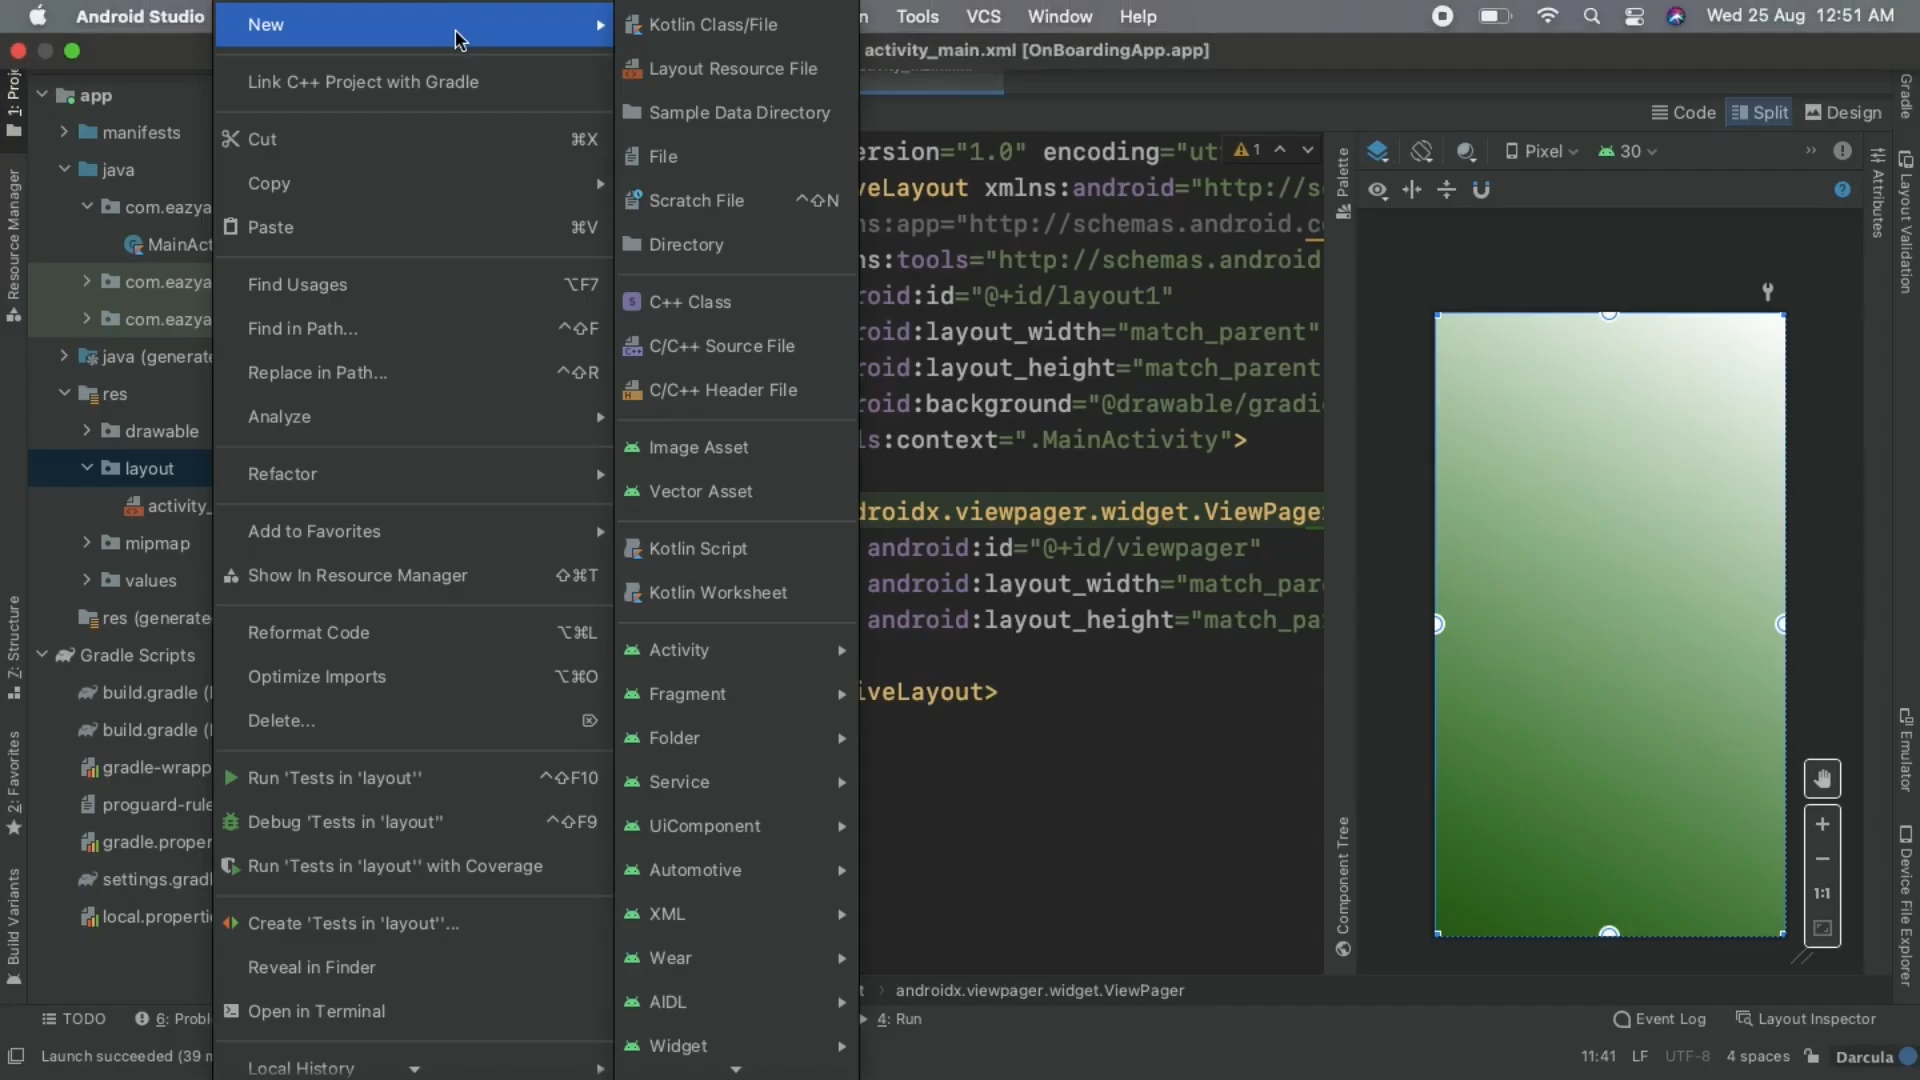 Android Studio
n
Tools
VCS
Window
Help
Wed 25 Aug 12:51 AM
activity_main.xml [OnBoardingApp.app]
1: Proj
Resource Manager
Z: Structure
2: Favorites
Build Variants
app
manifests
java
com.eazya
MainAct
com.eazya
com.eazya
java (generate
res
drawable
layout
activity_
mipmap
values
res (generate
Gradle Scripts
build.gradle (
build.gradle (
gradle-wrapp
proguard-rule
gradle.proper
settings.gradl
local.properti
New
Link C++ Project with Gradle
Cut ⌘X
Copy
Paste ⌘V
Find Usages ⌥F7
Find in Path... ^⇧F
Replace in Path... ^⇧R
Analyze
Refactor
Add to Favorites
Show In Resource Manager ⇧⌘T
Reformat Code ⌥⌘L
Optimize Imports ⌥⌘O
Delete... ⌦
Run 'Tests in 'layout'' ^⇧F10
Debug 'Tests in 'layout'' ^⇧F9
Run 'Tests in 'layout'' with Coverage
Create 'Tests in 'layout''...
Reveal in Finder
Open in Terminal
Local History
Kotlin Class/File
Layout Resource File
Sample Data Directory
File
Scratch File ^⇧N
Directory
C++ Class
C/C++ Source File
C/C++ Header File
Image Asset
Vector Asset
Kotlin Script
Kotlin Worksheet
Activity
Fragment
Folder
Service
UiComponent
Automotive
XML
Wear
AIDL
Widget
Code
Split
Design
ersion="1.0" encoding="ut
1
veLayout xmlns:android="http://s
ns:app="http://schemas.android.c
ns:tools="http://schemas.android
roid:id="@+id/layout1"
roid:layout_width="match_parent"
roid:layout_height="match_parent
roid:background="@drawable/gradi
ls:context=".MainActivity">
droidx.viewpager.widget.ViewPage
android:id="@+id/viewpager"
android:layout_width="match_par
android:layout_height="match_pa
iveLayout>
Palette
Component Tree
Pixel
30
1:1
Gradle
Attributes
Layout Validation
Emulator
Device File Explorer
t
androidx.viewpager.widget.ViewPager
TODO
6: Probl
4: Run
Event Log
Layout Inspector
Launch succeeded (39 m
11:41
LF
UTF-8
4 spaces
Darcula